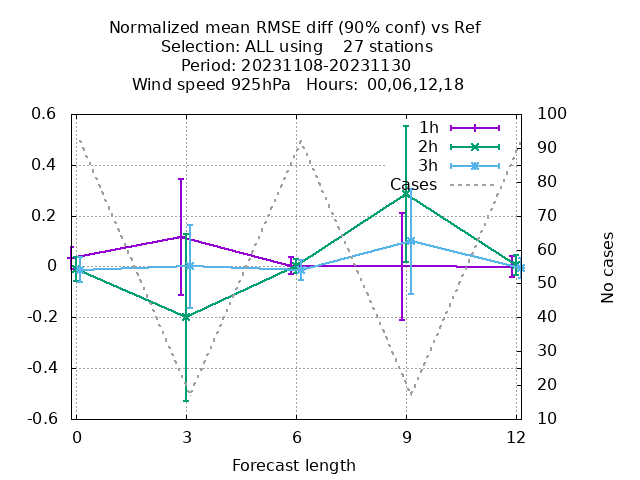 Normalized mean RMSE diff (90% conf) vs Ref
Selection: ALL using    27 stations
Period: 20231108-20231130
Wind speed 925hPa   Hours: 00,06,12,18
0.6
0.4
0.2
0
-0.2
-0.4
-0.6
1h
2h
3h
Cases
100
90
80
70
60
50
40
30
20
10
No cases
0 3 6 9 12
Forecast length